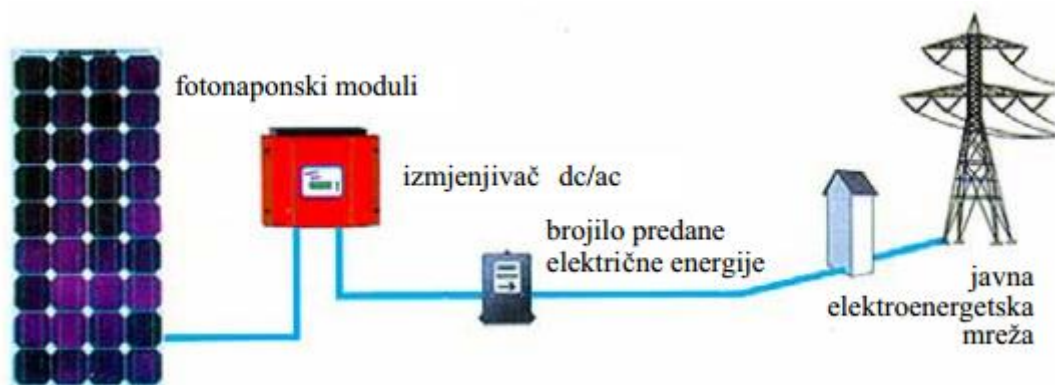 fotonaponski moduli
izmjenjivač dc/ac
brojilo predane
električne energije
javna
elektroenergetska
mreža